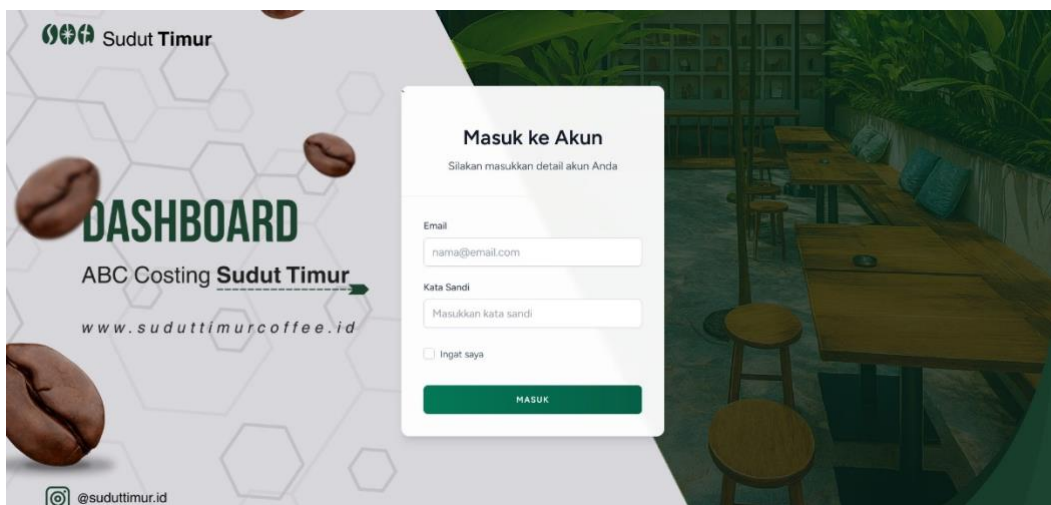 Sudut Timur
Masuk ke Akun
Silakan masukkan detail akun Anda
DASHBOARD
ABC Costing Sudut Timur
www.suduttimurcoffee.id
Email
nama@email.com
Kata Sandi
Masukkan kata sandi
Ingat saya
MASUK
@suduttimur.id